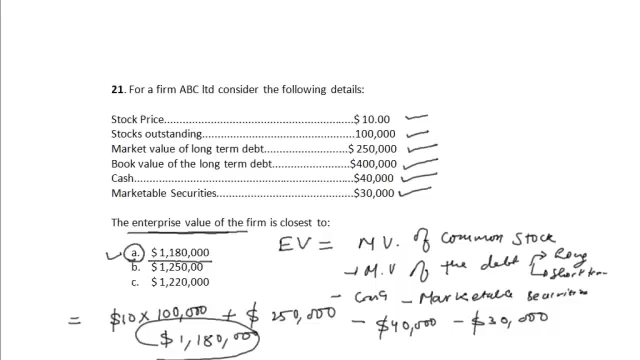 21. For a firm ABC ltd consider the following details:
Stock Price..............................................................$ 10.00
Stocks outstanding..................................................100,000
Market value of long term debt............................$ 250,000
Book value of the long term debt..........................$400,000
Cash..........................................................................$40,000
Marketable Securities..............................................$30,000
The enterprise value of the firm is closest to:
a. $ 1,180,000
b. $ 1,250,00
c. $ 1,220,000
EV = MV. of Common Stock
→ M.V of the debt → Long
→ Short term
- Cash - Marketable Securities
= $10 × 100,000 + $ 250,000 - $40,000 - $30,000
$1,180,000